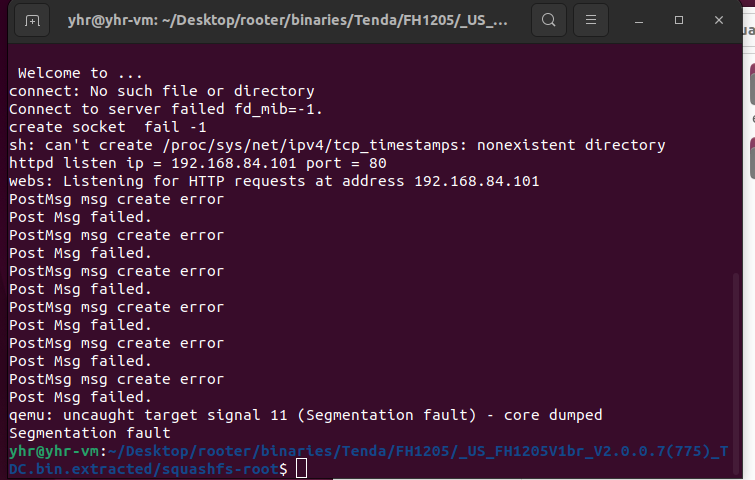 yhr@yhr-vm: ~/Desktop/rooter/binaries/Tenda/FH1205/_US_...
Welcome to ...
connect: No such file or directory
Connect to server failed fd_mib=-1.
create socket  fail -1
sh: can't create /proc/sys/net/ipv4/tcp_timestamps: nonexistent directory
httpd listen ip = 192.168.84.101 port = 80
webs: Listening for HTTP requests at address 192.168.84.101
PostMsg msg create error
Post Msg failed.
PostMsg msg create error
Post Msg failed.
PostMsg msg create error
Post Msg failed.
PostMsg msg create error
Post Msg failed.
PostMsg msg create error
Post Msg failed.
PostMsg msg create error
Post Msg failed.
qemu: uncaught target signal 11 (Segmentation fault) - core dumped
Segmentation fault
yhr@yhr-vm:~/Desktop/rooter/binaries/Tenda/FH1205/_US_FH1205V1br_V2.0.0.7(775)_T
DC.bin.extracted/squashfs-root$